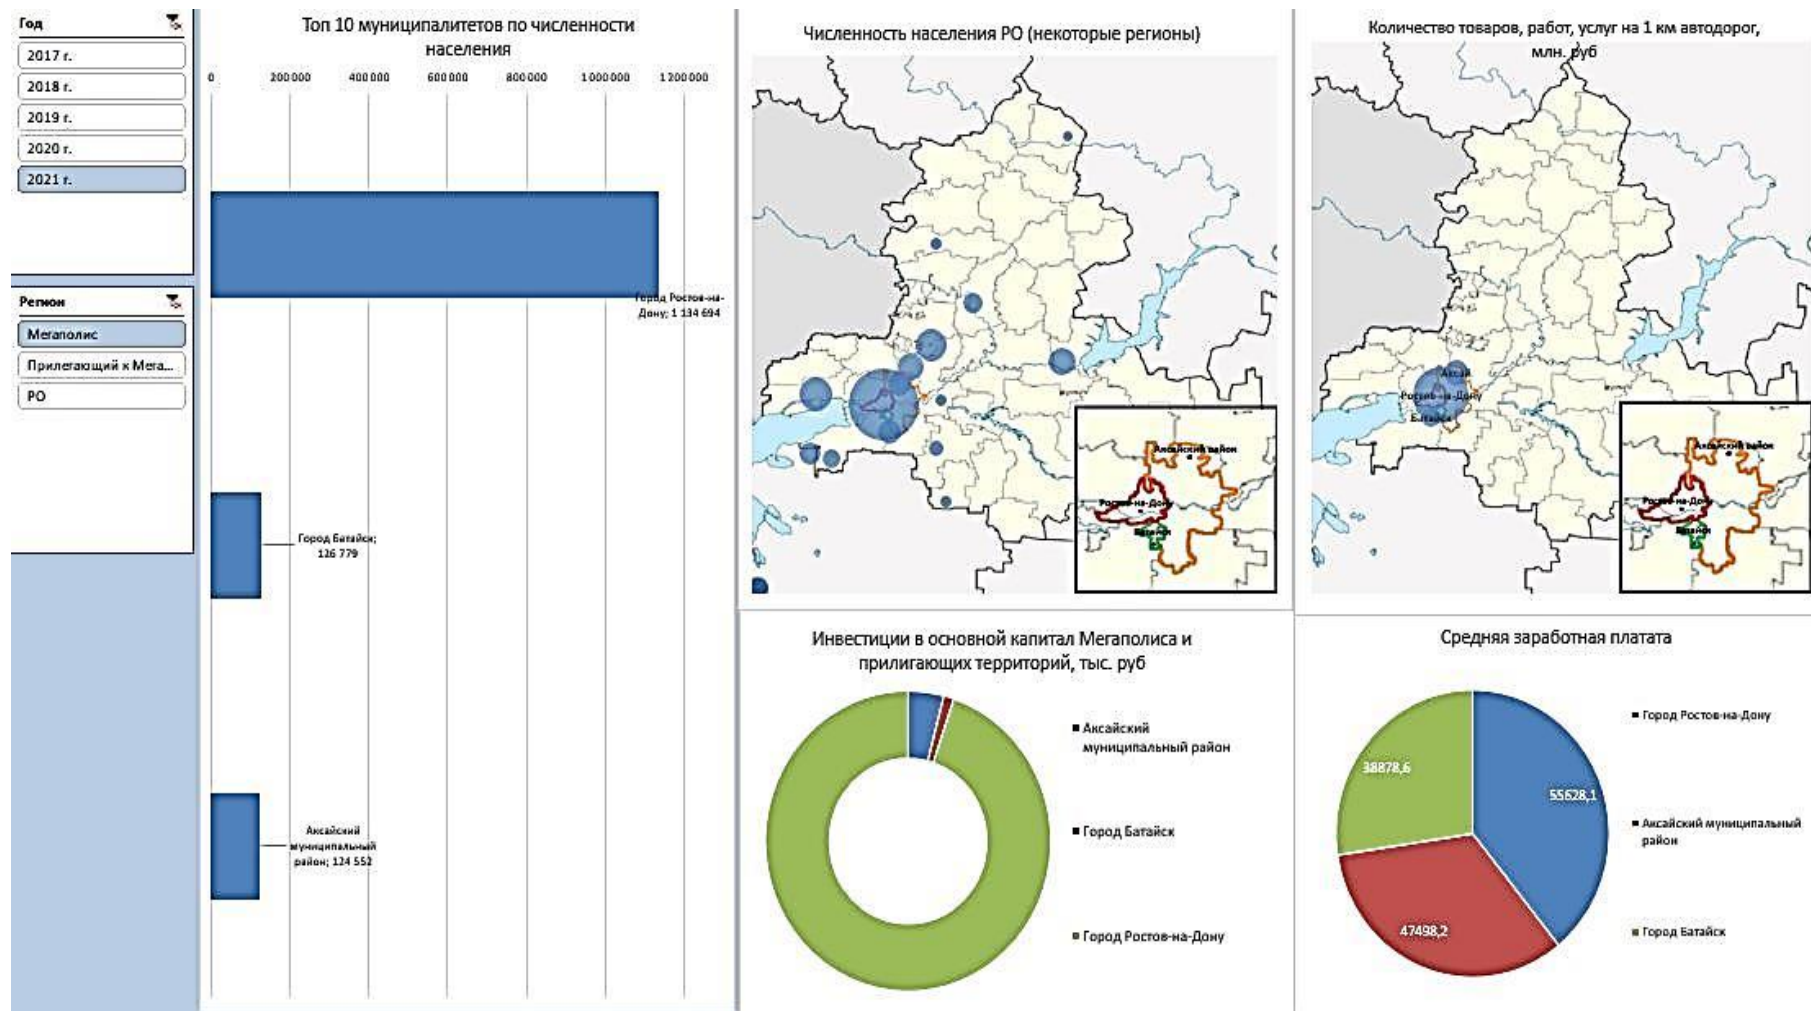 Год
2017 г.
2018 г.
2019 г.
2020 г.
2021 г.
Регион
Мегаполис
Прилегающий к Мега...
РО
Топ 10 муниципалитетов по численности
населения
0 200 000 400 000 600 000 800 000 1 000 000 1 200 000
Город Ростов-на-
Дону; 1 134 694
Город Батайск;
126 779
Аксайский
муниципальный
район; 124 552
Численность населения РО (некоторые регионы)
Аксайский район
Ростов-на-Дону
Батайск
Количество товаров, работ, услуг на 1 км автодорог,
млн. руб
Аксай
Ростов-на-Дону
Батайск
Аксайский район
Ростов-на-Дону
Батайск
Инвестиции в основной капитал Мегаполиса и
прилигающих территорий, тыс. руб
Аксайский
муниципальный район
Город Батайск
Город Ростов-на-Дону
Средняя заработная платата
38878,6
55628,1
47498,2
Город Ростов-на-Дону
Аксайский муниципальный
район
Город Батайск